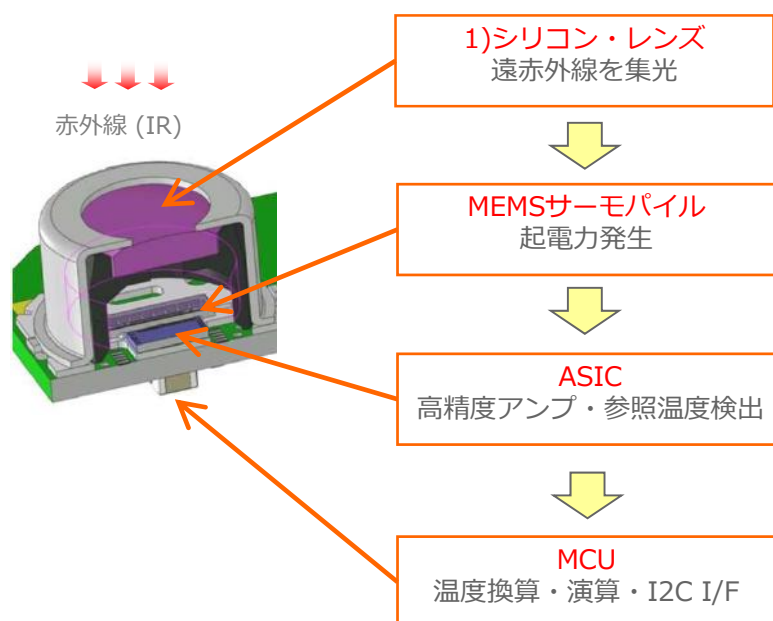 1)シリコン・レンズ
遠赤外線を集光
赤外線 (IR)
MEMSサーモパイル
起電力発生
ASIC
高精度アンプ・参照温度検出
MCU
温度換算・演算・I2C I/F